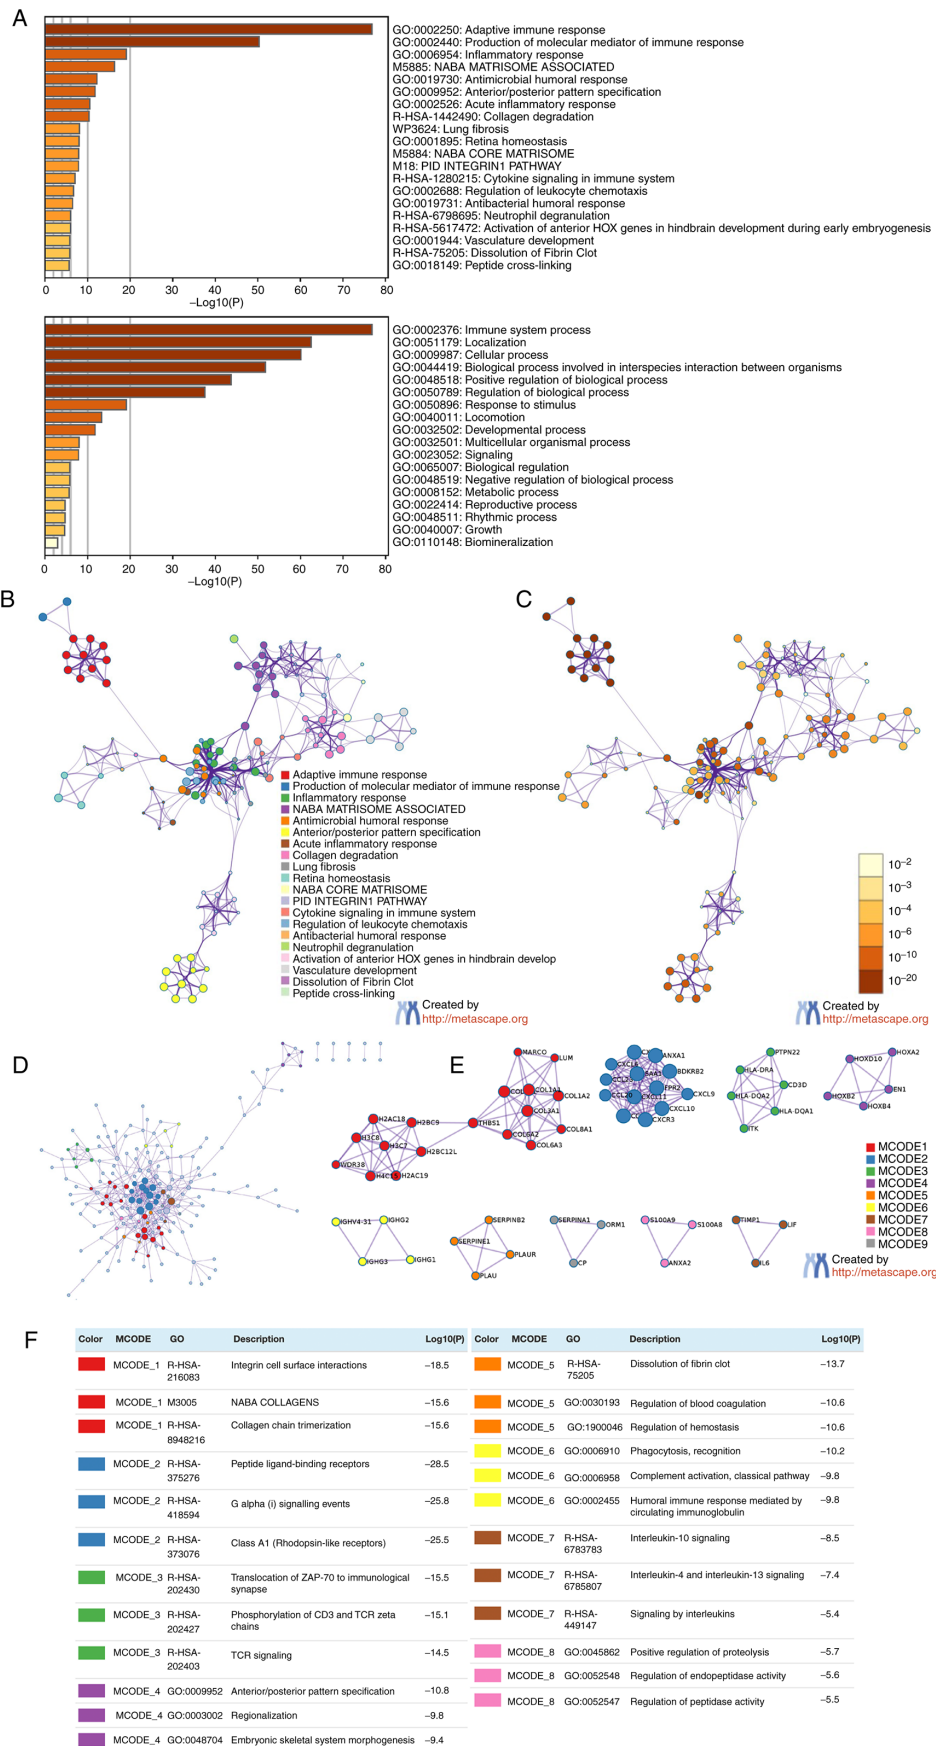 A
GO:0002250: Adaptive immune response
GO:0002440: Production of molecular mediator of immune response
GO:0006954: Inflammatory response
M5885: NABA MATRISOME ASSOCIATED
GO:0019730: Antimicrobial humoral response
GO:0009952: Anterior/posterior pattern specification
GO:0002526: Acute inflammatory response
R-HSA-1442490: Collagen degradation
WP3624: Lung fibrosis
GO:0001895: Retina homeostasis
M5884: NABA CORE MATRISOME
M18: PID INTEGRIN1 PATHWAY
R-HSA-1280215: Cytokine signaling in immune system
GO:0002688: Regulation of leukocyte chemotaxis
GO:0019731: Antibacterial humoral response
R-HSA-6798695: Neutrophil degranulation
R-HSA-5617472: Activation of anterior HOX genes in hindbrain development during early embryogenesis
GO:0001944: Vasculature development
R-HSA-75205: Dissolution of Fibrin Clot
GO:0018149: Peptide cross-linking
0 10 20 30 40 50 60 70 80
–Log10(P)
GO:0002376: Immune system process
GO:0051179: Localization
GO:0009987: Cellular process
GO:0044419: Biological process involved in interspecies interaction between organisms
GO:0048518: Positive regulation of biological process
GO:0050789: Regulation of biological process
GO:0050896: Response to stimulus
GO:0040011: Locomotion
GO:0032502: Developmental process
GO:0032501: Multicellular organismal process
GO:0023052: Signaling
GO:0065007: Biological regulation
GO:0048519: Negative regulation of biological process
GO:0008152: Metabolic process
GO:0022414: Reproductive process
GO:0048511: Rhythmic process
GO:0040007: Growth
GO:0110148: Biomineralization
0 10 20 30 40 50 60 70 80
–Log10(P)
B
Adaptive immune response
Production of molecular mediator of immune response
Inflammatory response
NABA MATRISOME ASSOCIATED
Antimicrobial humoral response
Anterior/posterior pattern specification
Acute inflammatory response
Collagen degradation
Lung fibrosis
Retina homeostasis
NABA CORE MATRISOME
PID INTEGRIN1 PATHWAY
Cytokine signaling in immune system
Regulation of leukocyte chemotaxis
Antibacterial humoral response
Neutrophil degranulation
Activation of anterior HOX genes in hindbrain develop
Vasculature development
Dissolution of Fibrin Clot
Peptide cross-linking
Created by
http://metascape.org
C
10–2
10–3
10–4
10–6
10–10
10–20
Created by
http://metascape.org
D
E
MARCO
LUM
COL1A2
COL3A1
COL8A1
COL6A2
COL6A3
THBS1
H2AC18
H2BC9
H3C8
H3C7
H2BC12L
WDR38
H2AC19
ANXA1
BDKRB2
FPR2
CXCL9
CXCL11
CXCL10
CXCR3
CCL20
PTPN22
HLA-DRA
CD3D
HLA-DQA2
HLA-DQA1
ITK
HOXD10
HOXA2
EN1
HOXB2
HOXB4
IGHV4-31
IGHG2
IGHG3
IGHG1
SERPINB2
SERPINE1
PLAUR
PLAU
SERPINA1
ORM1
CP
S100A9
S100A8
ANXA2
TIMP1
LIF
IL6
MCODE1
MCODE2
MCODE3
MCODE4
MCODE5
MCODE6
MCODE7
MCODE8
MCODE9
Created by
http://metascape.org
F
Color MCODE GO Description Log10(P)
MCODE_1 R-HSA-216083 Integrin cell surface interactions –18.5
MCODE_1 M3005 NABA COLLAGENS –15.6
MCODE_1 R-HSA-8948216 Collagen chain trimerization –15.6
MCODE_2 R-HSA-375276 Peptide ligand-binding receptors –28.5
MCODE_2 R-HSA-418594 G alpha (i) signalling events –25.8
MCODE_2 R-HSA-373076 Class A1 (Rhodopsin-like receptors) –25.5
MCODE_3 R-HSA-202430 Translocation of ZAP-70 to immunological synapse –15.5
MCODE_3 R-HSA-202427 Phosphorylation of CD3 and TCR zeta chains –15.1
MCODE_3 R-HSA-202403 TCR signaling –14.5
MCODE_4 GO:0009952 Anterior/posterior pattern specification –10.8
MCODE_4 GO:0003002 Regionalization –9.8
MCODE_4 GO:0048704 Embryonic skeletal system morphogenesis –9.4
Color MCODE GO Description Log10(P)
MCODE_5 R-HSA-75205 Dissolution of fibrin clot –13.7
MCODE_5 GO:0030193 Regulation of blood coagulation –10.6
MCODE_5 GO:1900046 Regulation of hemostasis –10.6
MCODE_6 GO:0006910 Phagocytosis, recognition –10.2
MCODE_6 GO:0006958 Complement activation, classical pathway –9.8
MCODE_6 GO:0002455 Humoral immune response mediated by circulating immunoglobulin –9.8
MCODE_7 R-HSA-6783783 Interleukin-10 signaling –8.5
MCODE_7 R-HSA-6785807 Interleukin-4 and interleukin-13 signaling –7.4
MCODE_7 R-HSA-449147 Signaling by interleukins –5.4
MCODE_8 GO:0045862 Positive regulation of proteolysis –5.7
MCODE_8 GO:0052548 Regulation of endopeptidase activity –5.6
MCODE_8 GO:0052547 Regulation of peptidase activity –5.5